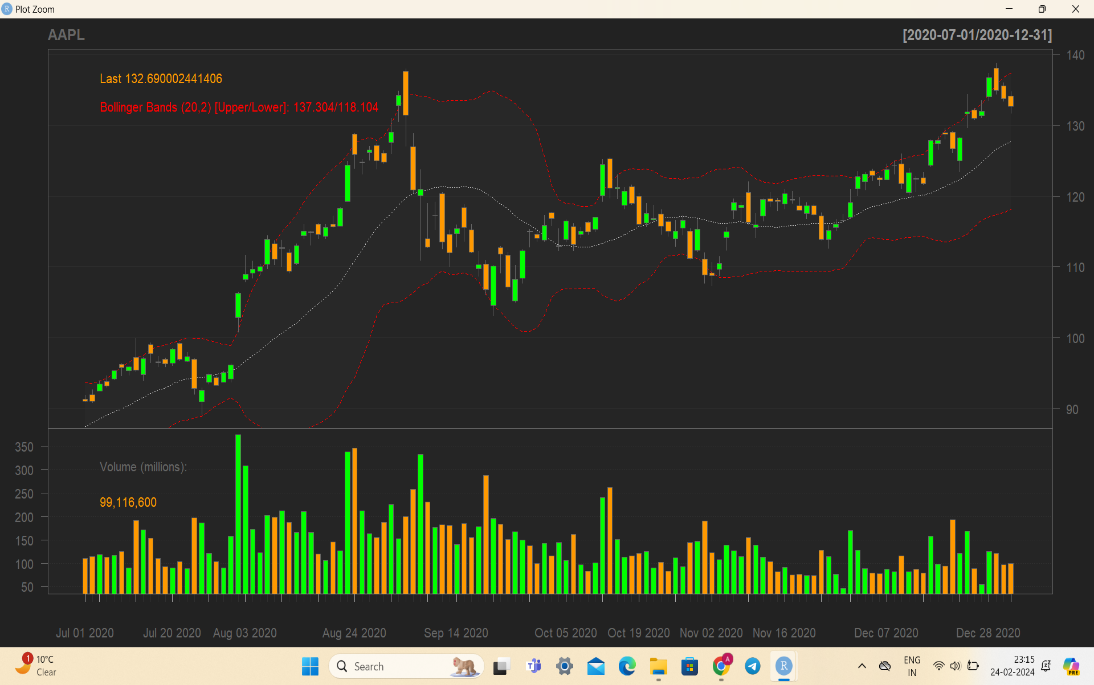 R Plot Zoom
AAPL [2020-07-01/2020-12-31]
Last 132.690002441406
Bollinger Bands (20,2) [Upper/Lower]: 137.304/118.104
140
130
120
110
100
90
Volume (millions):
99,116,600
350
300
250
200
150
100
50
Jul 01 2020 Jul 20 2020 Aug 03 2020 Aug 24 2020 Sep 14 2020 Oct 05 2020 Oct 19 2020 Nov 02 2020 Nov 16 2020 Dec 07 2020 Dec 28 2020
1
10°C
Clear
Search
A
R
ENG
IN
23:15
24-02-2024
PRE